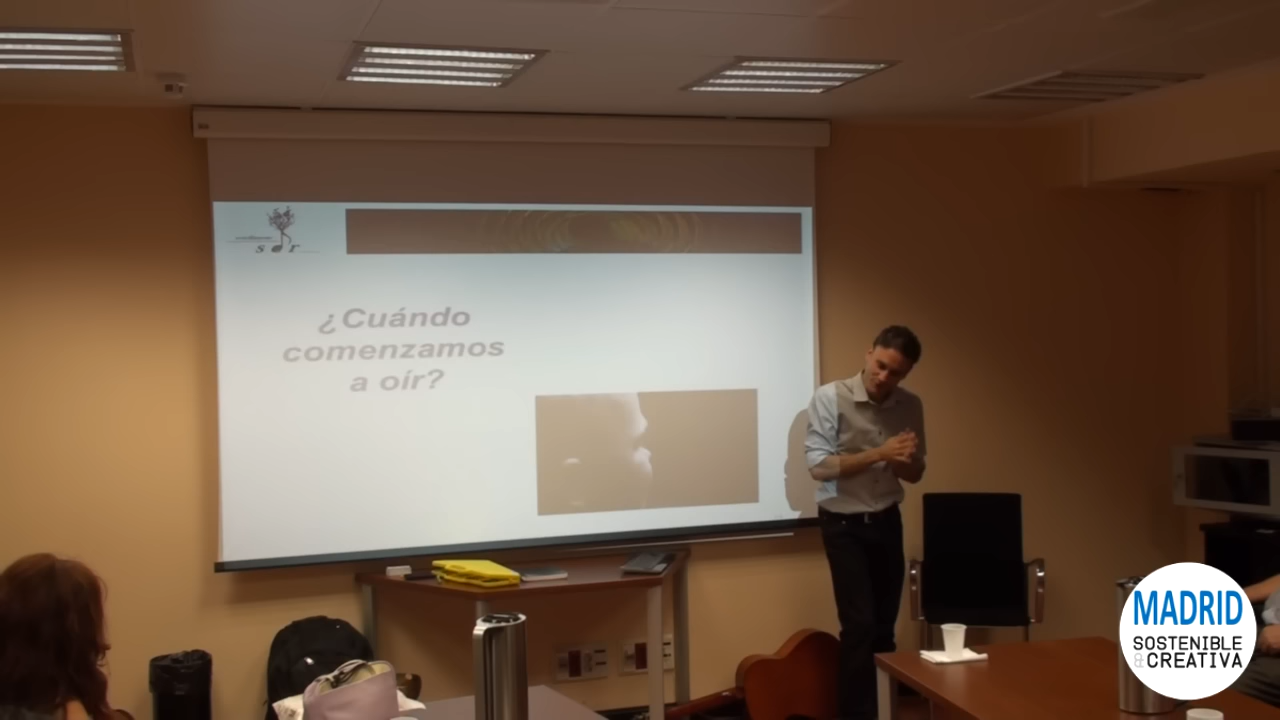 s r
¿Cuándo
comenzamos
a oír?
MADRID
SOSTENIBLE
& CREATIVA